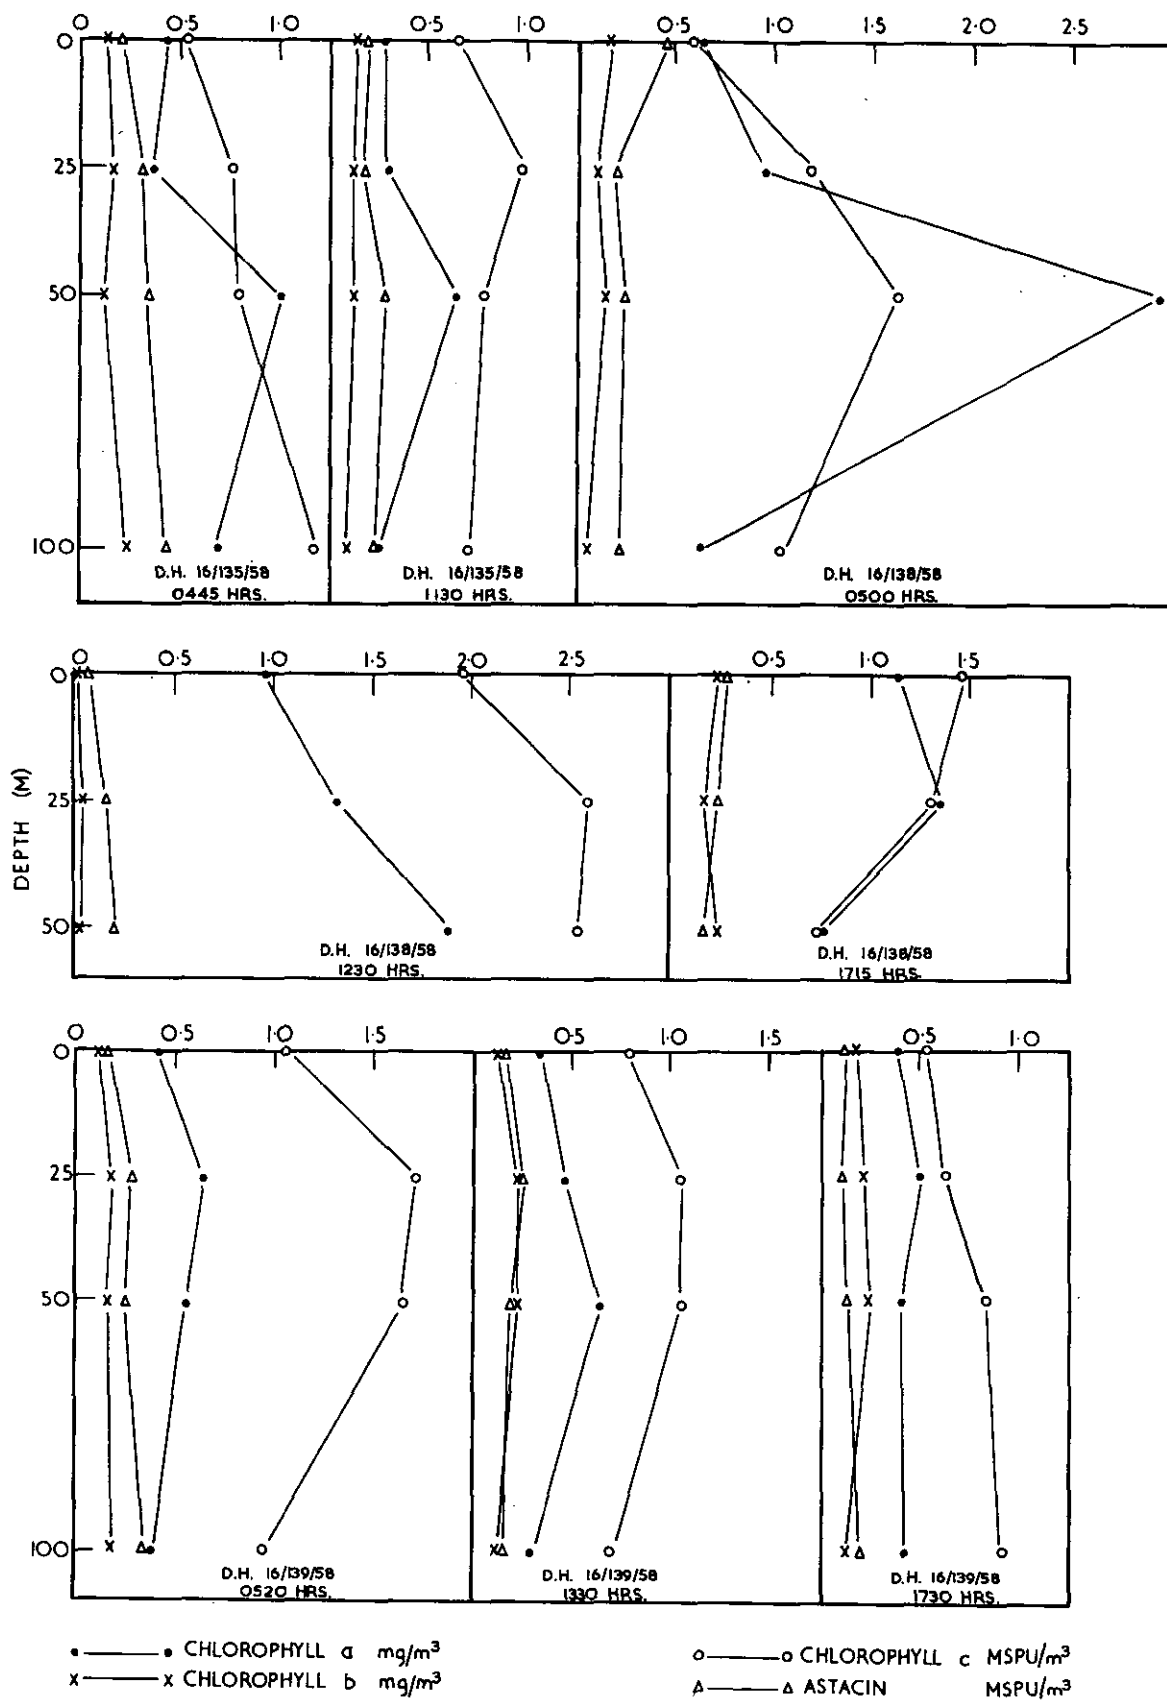 0 0·5 1·0 0·5 1·0 0·5 1·0 1·5 2·0 2·5
0
25
50
100
D.H. 16/135/58
0445 HRS.
D.H. 16/135/58
1130 HRS.
D.H. 16/138/58
0500 HRS.
0 0·5 1·0 1·5 2·0 2·5 0·5 1·0 1·5
0
25
50
DEPTH (M)
D.H. 16/138/58
1230 HRS.
D.H. 16/138/58
1715 HRS.
0 0·5 1·0 1·5 0·5 1·0 1·5 0·5 1·0
0
25
50
100
D.H. 16/139/58
0520 HRS.
D.H. 16/139/58
1330 HRS.
D.H. 16/139/58
1730 HRS.
CHLOROPHYLL a mg/m³
CHLOROPHYLL b mg/m³
CHLOROPHYLL c MSPU/m³
ASTACIN MSPU/m³